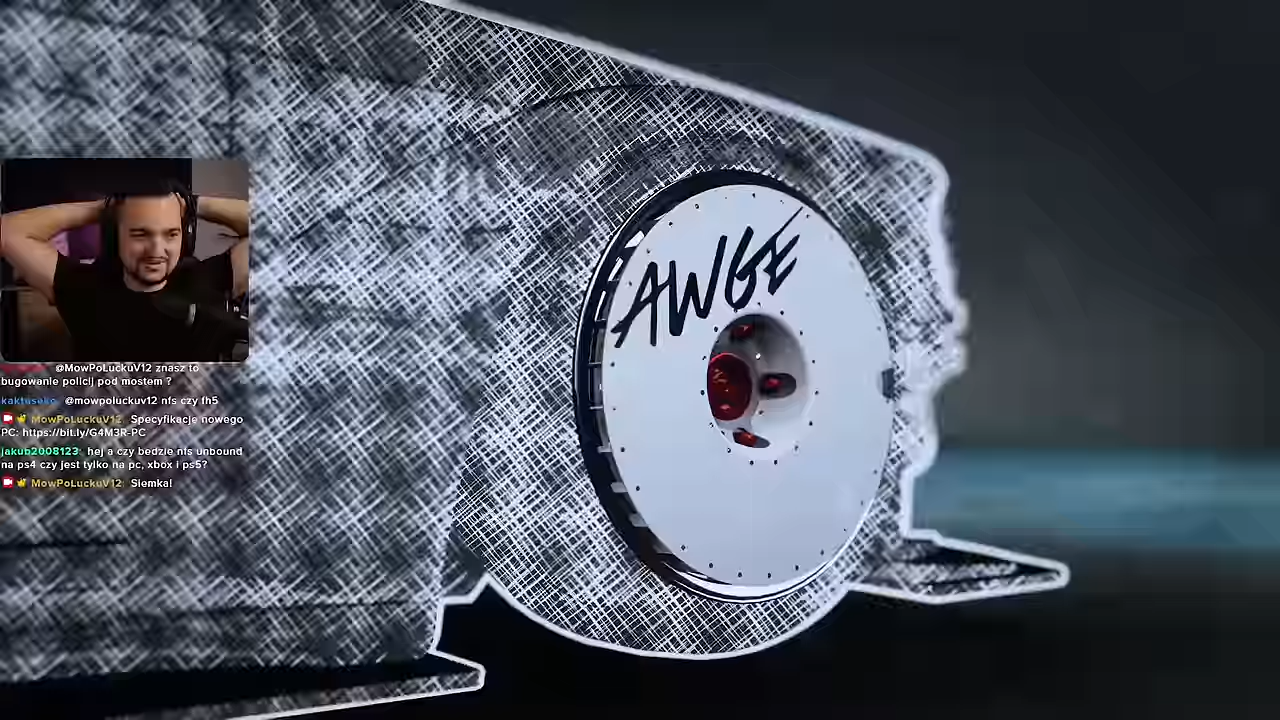 AWGE
@MowPoLuckuV12 znasz to
bugowanie policji pod mostem ?
kaktuseko: @mowpoluckuv12 nfs czy fh5
MowPoLuckuV12: Specyfikacje nowego
PC: https://bit.ly/G4M3R-PC
jakub2008123: hej a czy bedzie nfs unbound
na ps4 czy jest tylko na pc, xbox i ps5?
MowPoLuckuV12: Siemka!